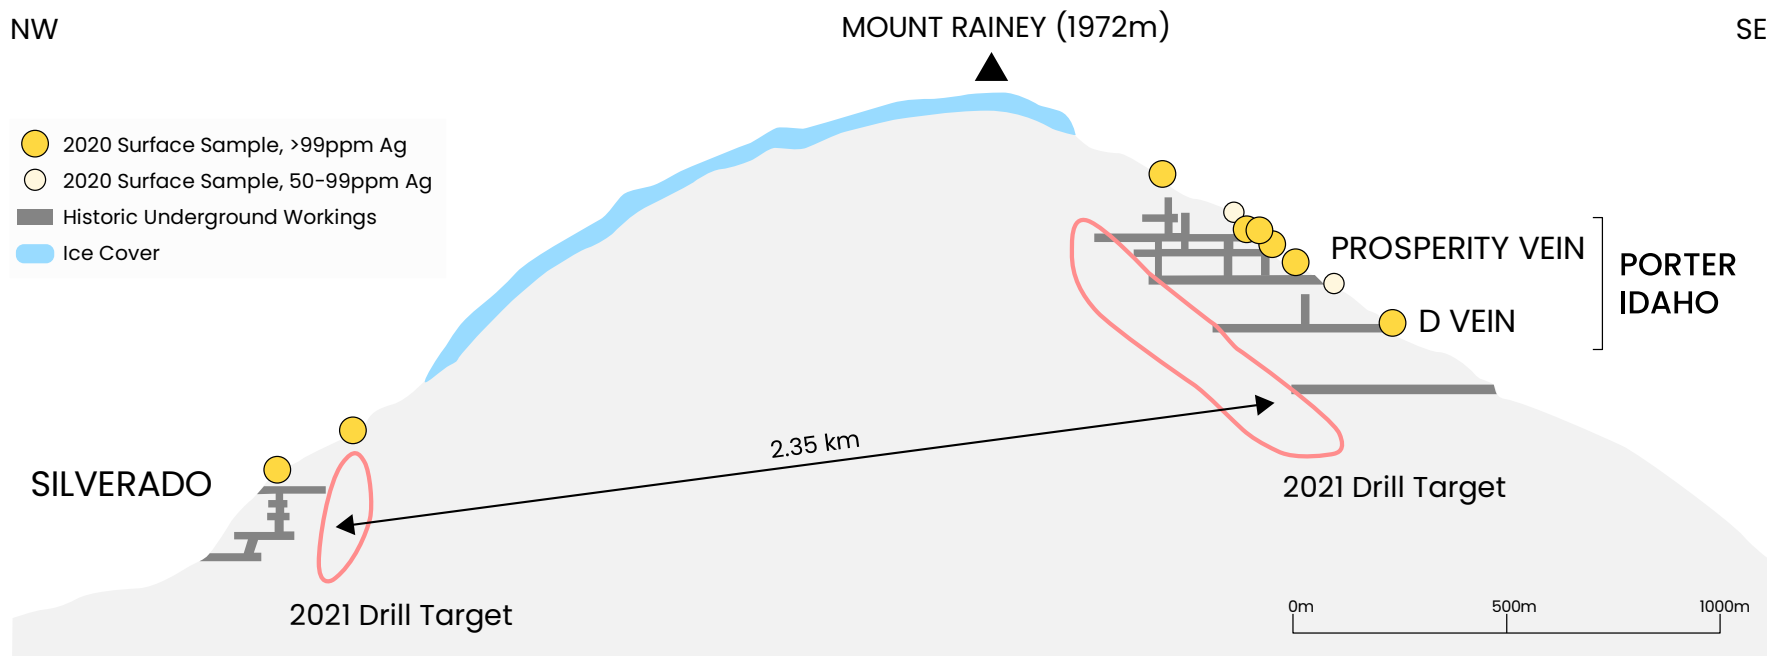 NW
MOUNT RAINEY (1972m)
SE
2020 Surface Sample, >99ppm Ag
2020 Surface Sample, 50-99ppm Ag
Historic Underground Workings
Ice Cover
PROSPERITY VEIN
PORTER
IDAHO
D VEIN
2.35 km
SILVERADO
2021 Drill Target
2021 Drill Target
0m
500m
1000m